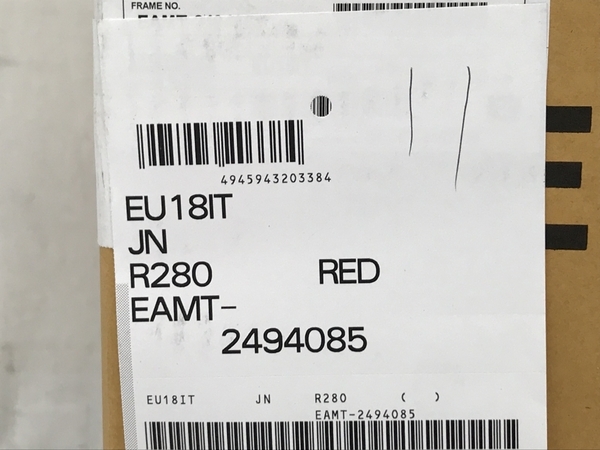 FRAME NO.
4945943203384
EU18IT
JN
R280 RED
EAMT-
2494085
EU18IT JN R280 ( )
EAMT-2494085